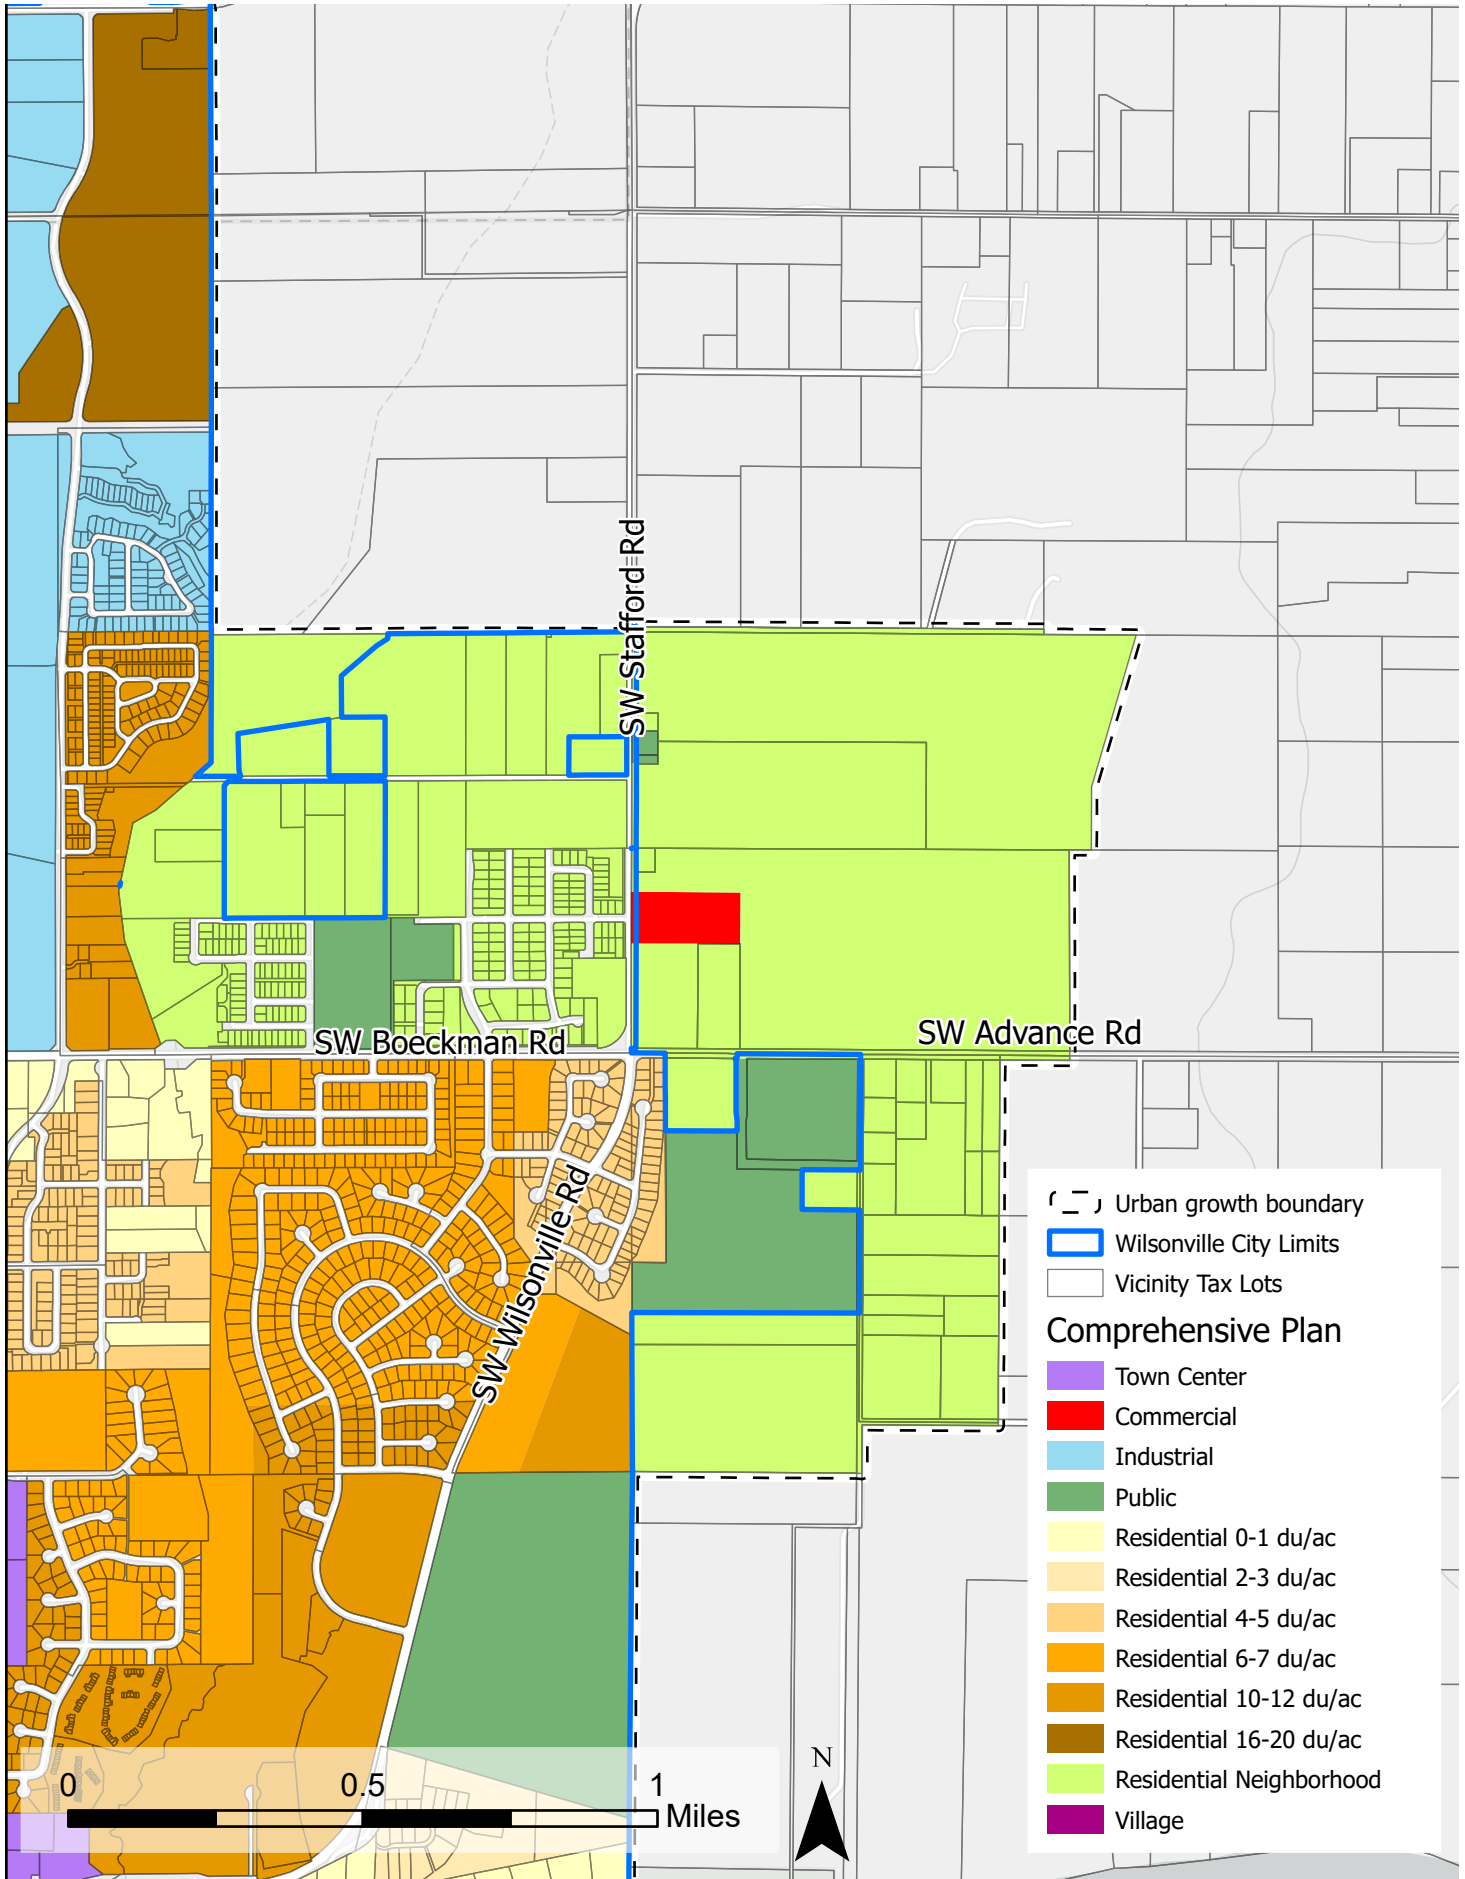 SW Stafford Rd
SW Boeckman Rd
SW Advance Rd
SW Wilsonville Rd
Urban growth boundary
Wilsonville City Limits
Vicinity Tax Lots
Comprehensive Plan
Town Center
Commercial
Industrial
Public
Residential 0-1 du/ac
Residential 2-3 du/ac
Residential 4-5 du/ac
Residential 6-7 du/ac
Residential 10-12 du/ac
Residential 16-20 du/ac
Residential Neighborhood
Village
0 0.5 1
Miles
N